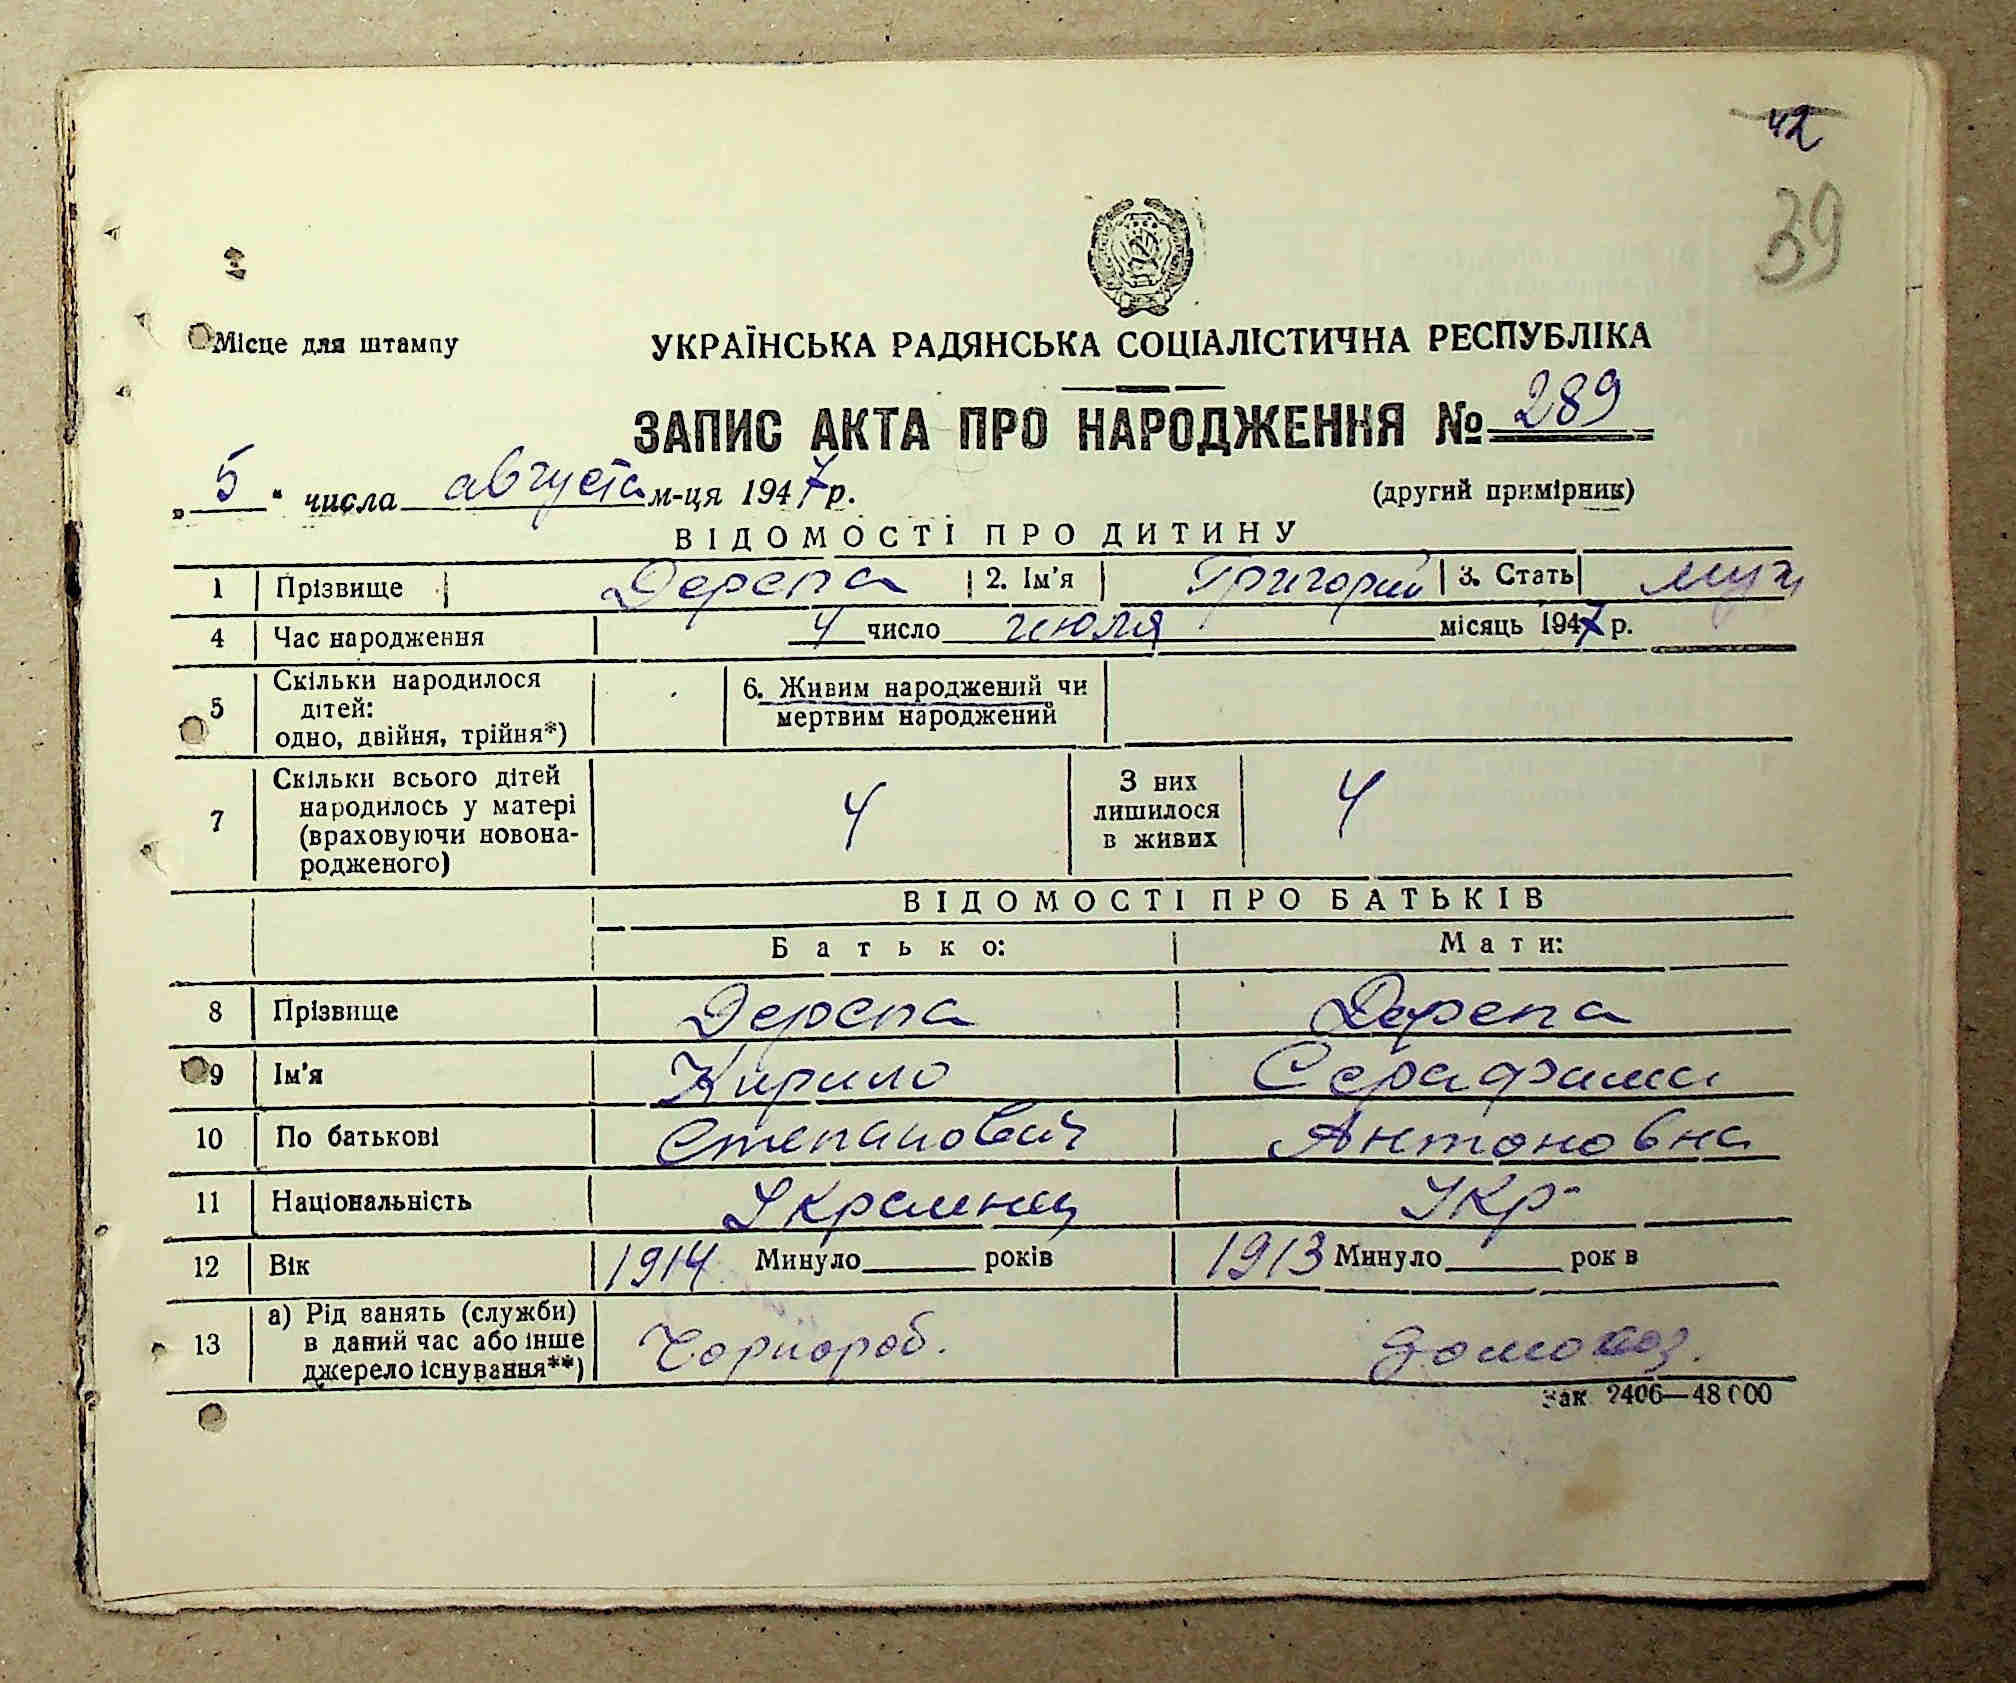 42
39
Місце для штампу
УКРАЇНСЬКА РАДЯНСЬКА СОЦІАЛІСТИЧНА РЕСПУБЛІКА
ЗАПИС АКТА ПРО НАРОДЖЕННЯ № 289
„5“ числа августа м-ця 1947 р. (другий примірник)
ВІДОМОСТІ ПРО ДИТИНУ
1 Прізвище Дерепа 2. Ім'я Григорий 3. Стать муж
4 Час народження 4 число июля місяць 1947 р.
5 Скільки народилося дітей: одно, двійня, трійня*) 6. Живим народжений чи мертвим народжений
7 Скільки всього дітей народилось у матері (враховуючи новонародженого) 4 З них лишилося в живих 4
ВІДОМОСТІ ПРО БАТЬКІВ
Батько: Мати:
8 Прізвище Дерепа Дерепа
9 Ім'я Кирило Серафима
10 По батькові Степанович Антоновна
11 Національність Украинец Укр-
12 Вік 1914 Минуло років 1913 Минуло рок в
13 а) Рід занять (служби) в даний час або інше джерело існування**) Чорнороб. домохоз.
Зак 2406—48000